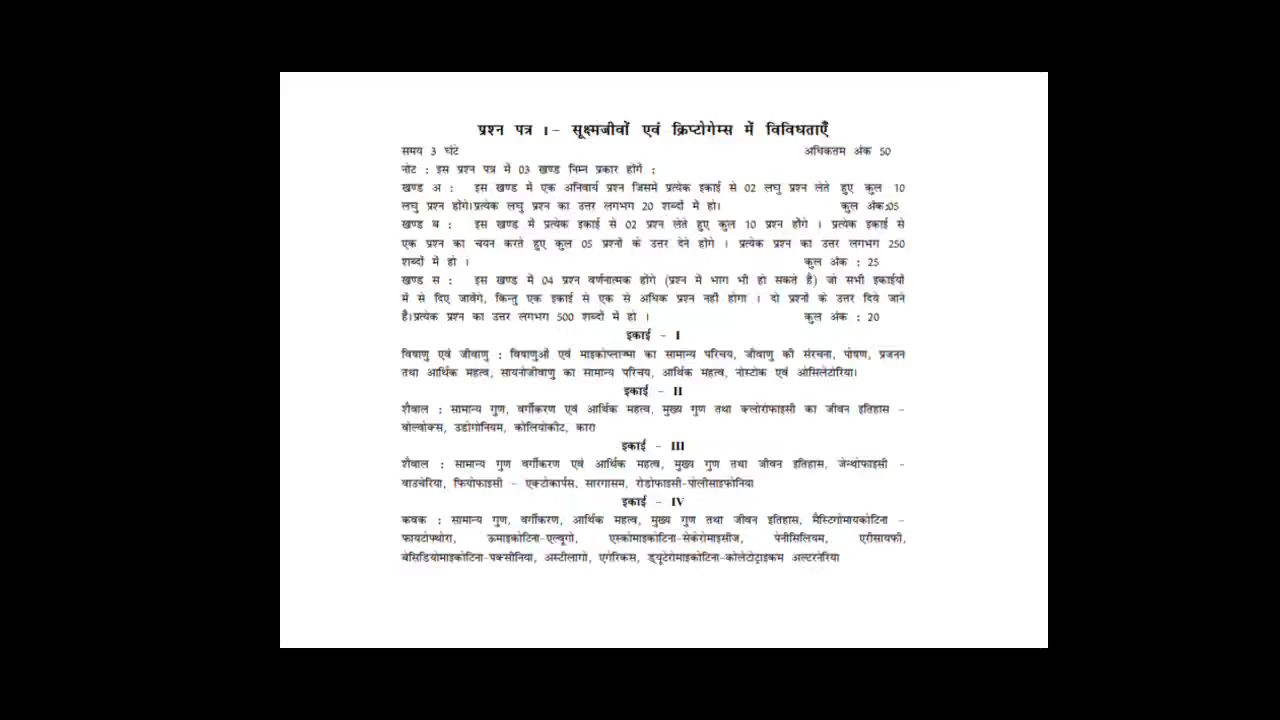 प्रश्न पत्र I – सूक्ष्मजीवों एवं क्रिप्टोगेम्स में विविधताएँ
समय 3 घंटे अधिकतम अंक 50
नोट : इस प्रश्न पत्र में 03 खण्ड निम्न प्रकार होंगें :
खण्ड अ : इस खण्ड में एक अनिवार्य प्रश्न जिसमें प्रत्येक इकाई से 02 लघु प्रश्न लेते हुए कुल 10
लघु प्रश्न होंगे।प्रत्येक लघु प्रश्न का उत्तर लगभग 20 शब्दों में हो। कुल अंक:05
खण्ड ब : इस खण्ड में प्रत्येक इकाई से 02 प्रश्न लेते हुए कुल 10 प्रश्न होंगे । प्रत्येक इकाई से
एक प्रश्न का चयन करते हुए कुल 05 प्रश्नों के उत्तर देने होंगे । प्रत्येक प्रश्न का उत्तर लगभग 250
शब्दों में हो । कुल अंक : 25
खण्ड स : इस खण्ड में 04 प्रश्न वर्णनात्मक होंगे (प्रश्न में भाग भी हो सकते हैं) जो सभी इकाईयों
में से दिए जावेंगे, किन्तु एक इकाई से एक से अधिक प्रश्न नहीं होगा । दो प्रश्नों के उत्तर दिये जाने
है।प्रत्येक प्रश्न का उत्तर लगभग 500 शब्दों में हो । कुल अंक : 20
इकाई – I
विषाणु एवं जीवाणु : विषाणुओं एवं माइकोप्लाज्मा का सामान्य परिचय, जीवाणु की संरचना, पोषण, प्रजनन
तथा आर्थिक महत्व, सायनोजीवाणु का सामान्य परिचय, आर्थिक महत्व, नोस्टोक एवं ओसिलेटोरिया।
इकाई – II
शैवाल : सामान्य गुण, वर्गीकरण एवं आर्थिक महत्व, मुख्य गुण तथा क्लोरोफाइसी का जीवन इतिहास –
वोल्वोक्स, उडोगोनियम, कोलियोकीट, कारा
इकाई – III
शैवाल : सामान्य गुण वर्गीकरण एवं आर्थिक महत्व, मुख्य गुण तथा जीवन इतिहास, जेन्थोफाइसी –
वाउचेरिया, फियोफाइसी – एक्टोकार्पस, सारगासम, रोडोफाइसी-पोलीसाइफोनिया
इकाई – IV
कवक : सामान्य गुण, वर्गीकरण, आर्थिक महत्व, मुख्य गुण तथा जीवन इतिहास, मैस्टिगोमायकोटिना –
फायटोफ्थोरा, ऊमाइकोटिना-एल्बूगो, एस्कोमाइकोटिना-सेकेरोमाइसीज, पेनीसिलियम, एरीसायफी,
बेसिडियोमाइकोटिना-पक्सीनिया, अस्टीलागो, एगेरिकस, ड्यूटेरोमाइकोटिना-कोलेटोट्राइकम अल्टरनेरिया